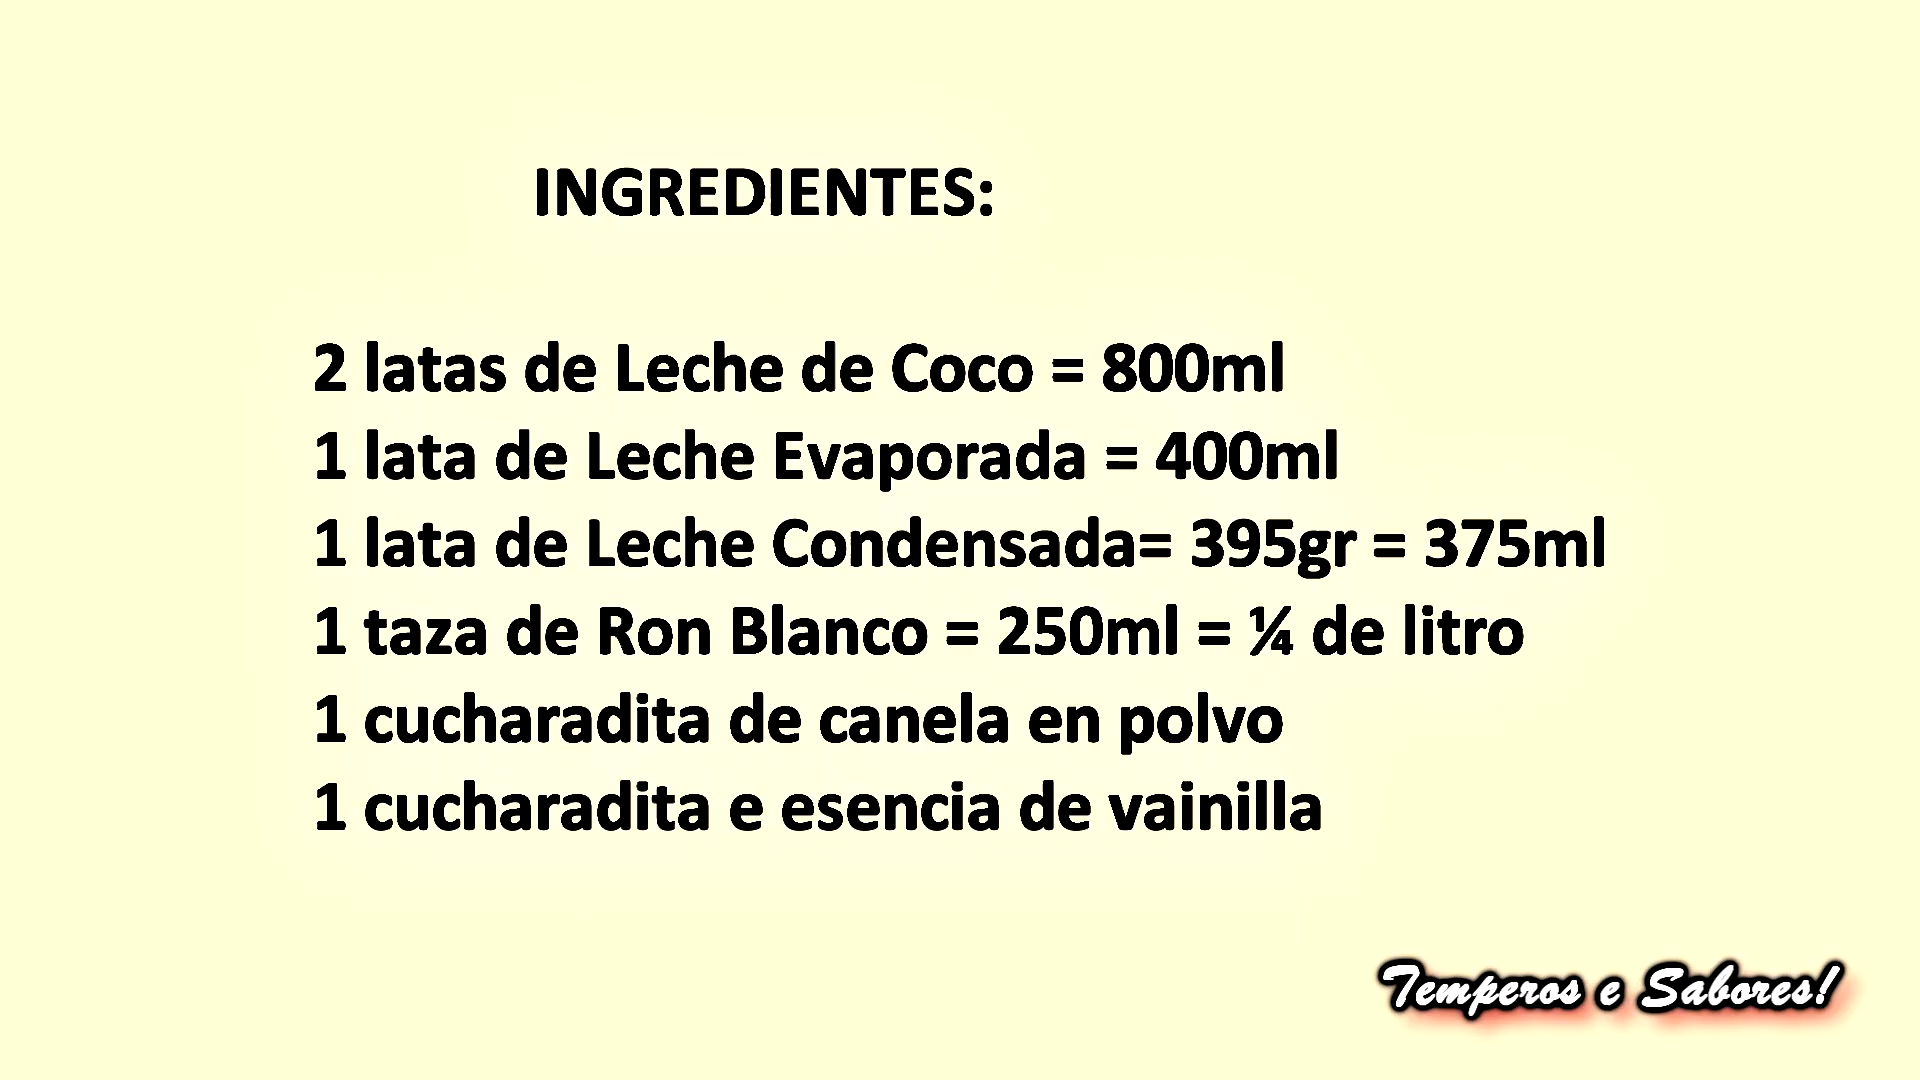 INGREDIENTES:
2 latas de Leche de Coco = 800ml
1 lata de Leche Evaporada = 400ml
1 lata de Leche Condensada= 395gr = 375ml
1 taza de Ron Blanco = 250ml = ¼ de litro
1 cucharadita de canela en polvo
1 cucharadita e esencia de vainilla
Temperos e Sabores!